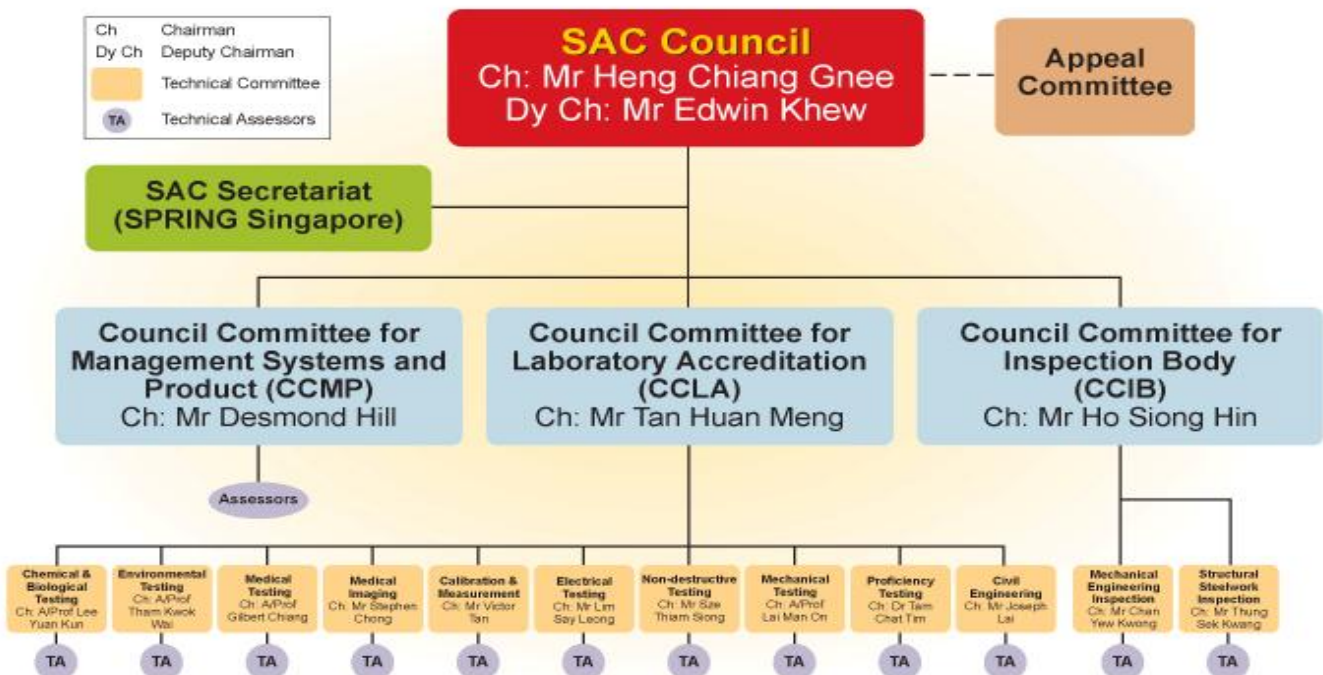 Ch Chairman
Dy Ch Deputy Chairman
Technical Committee
TA Technical Assessors
SAC Council
Ch: Mr Heng Chiang Gnee
Dy Ch: Mr Edwin Khew
Appeal
Committee
SAC Secretariat
(SPRING Singapore)
Council Committee for
Management Systems and
Product (CCMP)
Ch: Mr Desmond Hill
Council Committee for
Laboratory Accreditation
(CCLA)
Ch: Mr Tan Huan Meng
Council Committee for
Inspection Body
(CCIB)
Ch: Mr Ho Siong Hin
Assessors
Chemical &
Biological
Testing
Ch: A/Prof Lee
Yuan Kun
Environmental
Testing
Ch: A/Prof
Tham Kwok
Wai
Medical
Testing
Ch: A/Prof
Gilbert Chiang
Medical
Imaging
Ch: Mr Stephen
Chong
Calibration &
Measurement
Ch: Mr Victor
Tan
Electrical
Testing
Ch: Mr Lim
Say Leong
Non-destructive
Testing
Ch: Mr Sze
Thiam Siong
Mechanical
Testing
Ch: A/Prof
Lai Man On
Proficiency
Testing
Ch: Dr Tam
Chat Tim
Civil
Engineering
Ch: Mr Joseph
Lai
Mechanical
Engineering
Inspection
Ch: Mr Chan
Yew Kwong
Structural
Steelwork
Inspection
Ch: Mr Thung
Sek Kwang
TA
TA
TA
TA
TA
TA
TA
TA
TA
TA
TA
TA